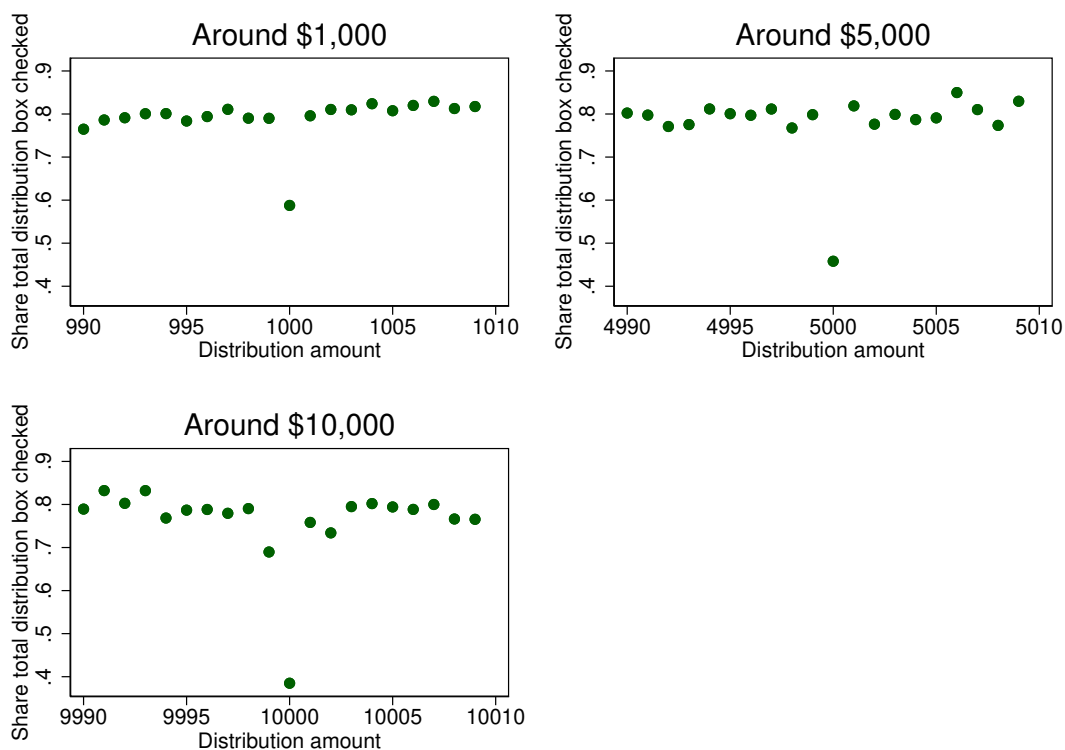 Around $1,000
Share total distribution box checked
.9
.8
.7
.6
.5
.4
990 995 1000 1005 1010
Distribution amount
Around $5,000
Share total distribution box checked
.9
.8
.7
.6
.5
.4
4990 4995 5000 5005 5010
Distribution amount
Around $10,000
Share total distribution box checked
.9
.8
.7
.6
.5
.4
9990 9995 10000 10005 10010
Distribution amount